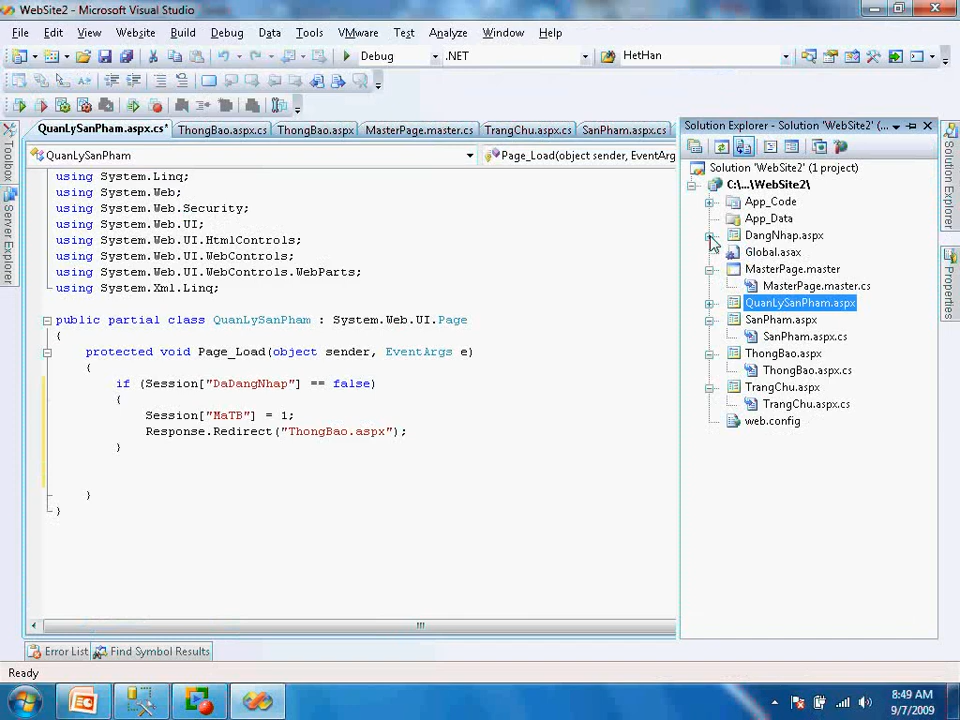 WebSite2 - Microsoft Visual Studio
File Edit View Website Build Debug Data Tools VMware Test Analyze Window Help
Debug .NET HetHan
QuanLySanPham.aspx.cs* ThongBao.aspx.cs ThongBao.aspx MasterPage.master.cs TrangChu.aspx.cs SanPham.aspx.cs
QuanLySanPham Page_Load(object sender, EventArg
using System.Linq;
using System.Web;
using System.Web.Security;
using System.Web.UI;
using System.Web.UI.HtmlControls;
using System.Web.UI.WebControls;
using System.Web.UI.WebControls.WebParts;
using System.Xml.Linq;
public partial class QuanLySanPham : System.Web.UI.Page
{
protected void Page_Load(object sender, EventArgs e)
{
if (Session["DaDangNhap"] == false)
{
Session["MaTB"] = 1;
Response.Redirect("ThongBao.aspx");
}
}
}
Toolbox
Server Explorer
Solution Explorer - Solution 'WebSite2' (...
Solution 'WebSite2' (1 project)
C:\...\WebSite2\
App_Code
App_Data
DangNhap.aspx
Global.asax
MasterPage.master
MasterPage.master.cs
QuanLySanPham.aspx
SanPham.aspx
SanPham.aspx.cs
ThongBao.aspx
ThongBao.aspx.cs
TrangChu.aspx
TrangChu.aspx.cs
web.config
Solution Explorer
Properties
Error List Find Symbol Results
Ready
8:49 AM
9/7/2009